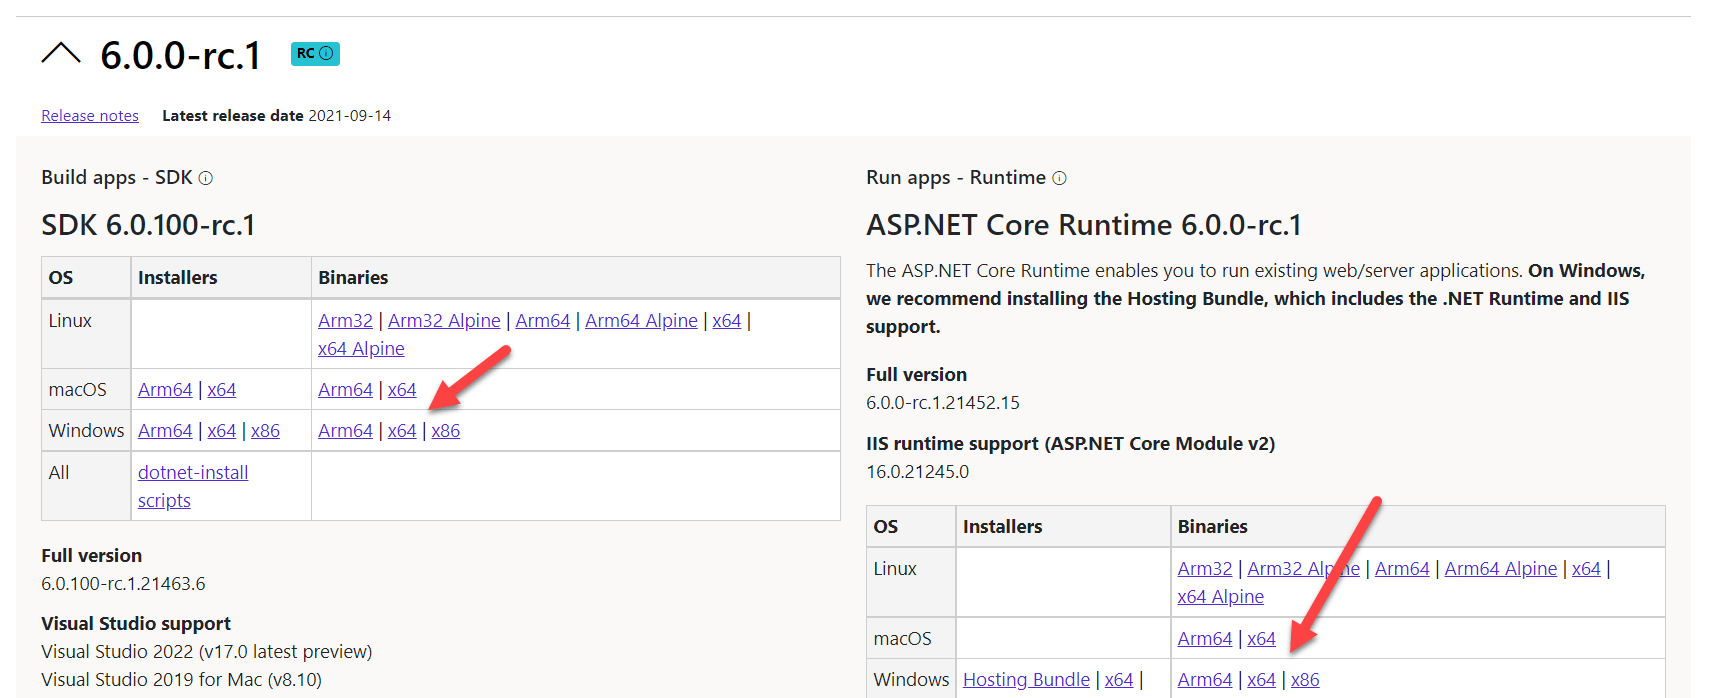 6.0.0-rc.1 RC
Release notes Latest release date 2021-09-14
Build apps - SDK
SDK 6.0.100-rc.1
OS Installers Binaries
Linux Arm32 | Arm32 Alpine | Arm64 | Arm64 Alpine | x64 |
x64 Alpine
macOS Arm64 | x64 Arm64 | x64
Windows Arm64 | x64 | x86 Arm64 | x64 | x86
All dotnet-install
scripts
Full version
6.0.100-rc.1.21463.6
Visual Studio support
Visual Studio 2022 (v17.0 latest preview)
Visual Studio 2019 for Mac (v8.10)
Run apps - Runtime
ASP.NET Core Runtime 6.0.0-rc.1
The ASP.NET Core Runtime enables you to run existing web/server applications. On Windows,
we recommend installing the Hosting Bundle, which includes the .NET Runtime and IIS
support.
Full version
6.0.0-rc.1.21452.15
IIS runtime support (ASP.NET Core Module v2)
16.0.21245.0
OS Installers Binaries
Linux Arm32 | Arm32 Alpine | Arm64 | Arm64 Alpine | x64 |
x64 Alpine
macOS Arm64 | x64
Windows Hosting Bundle | x64 | Arm64 | x64 | x86